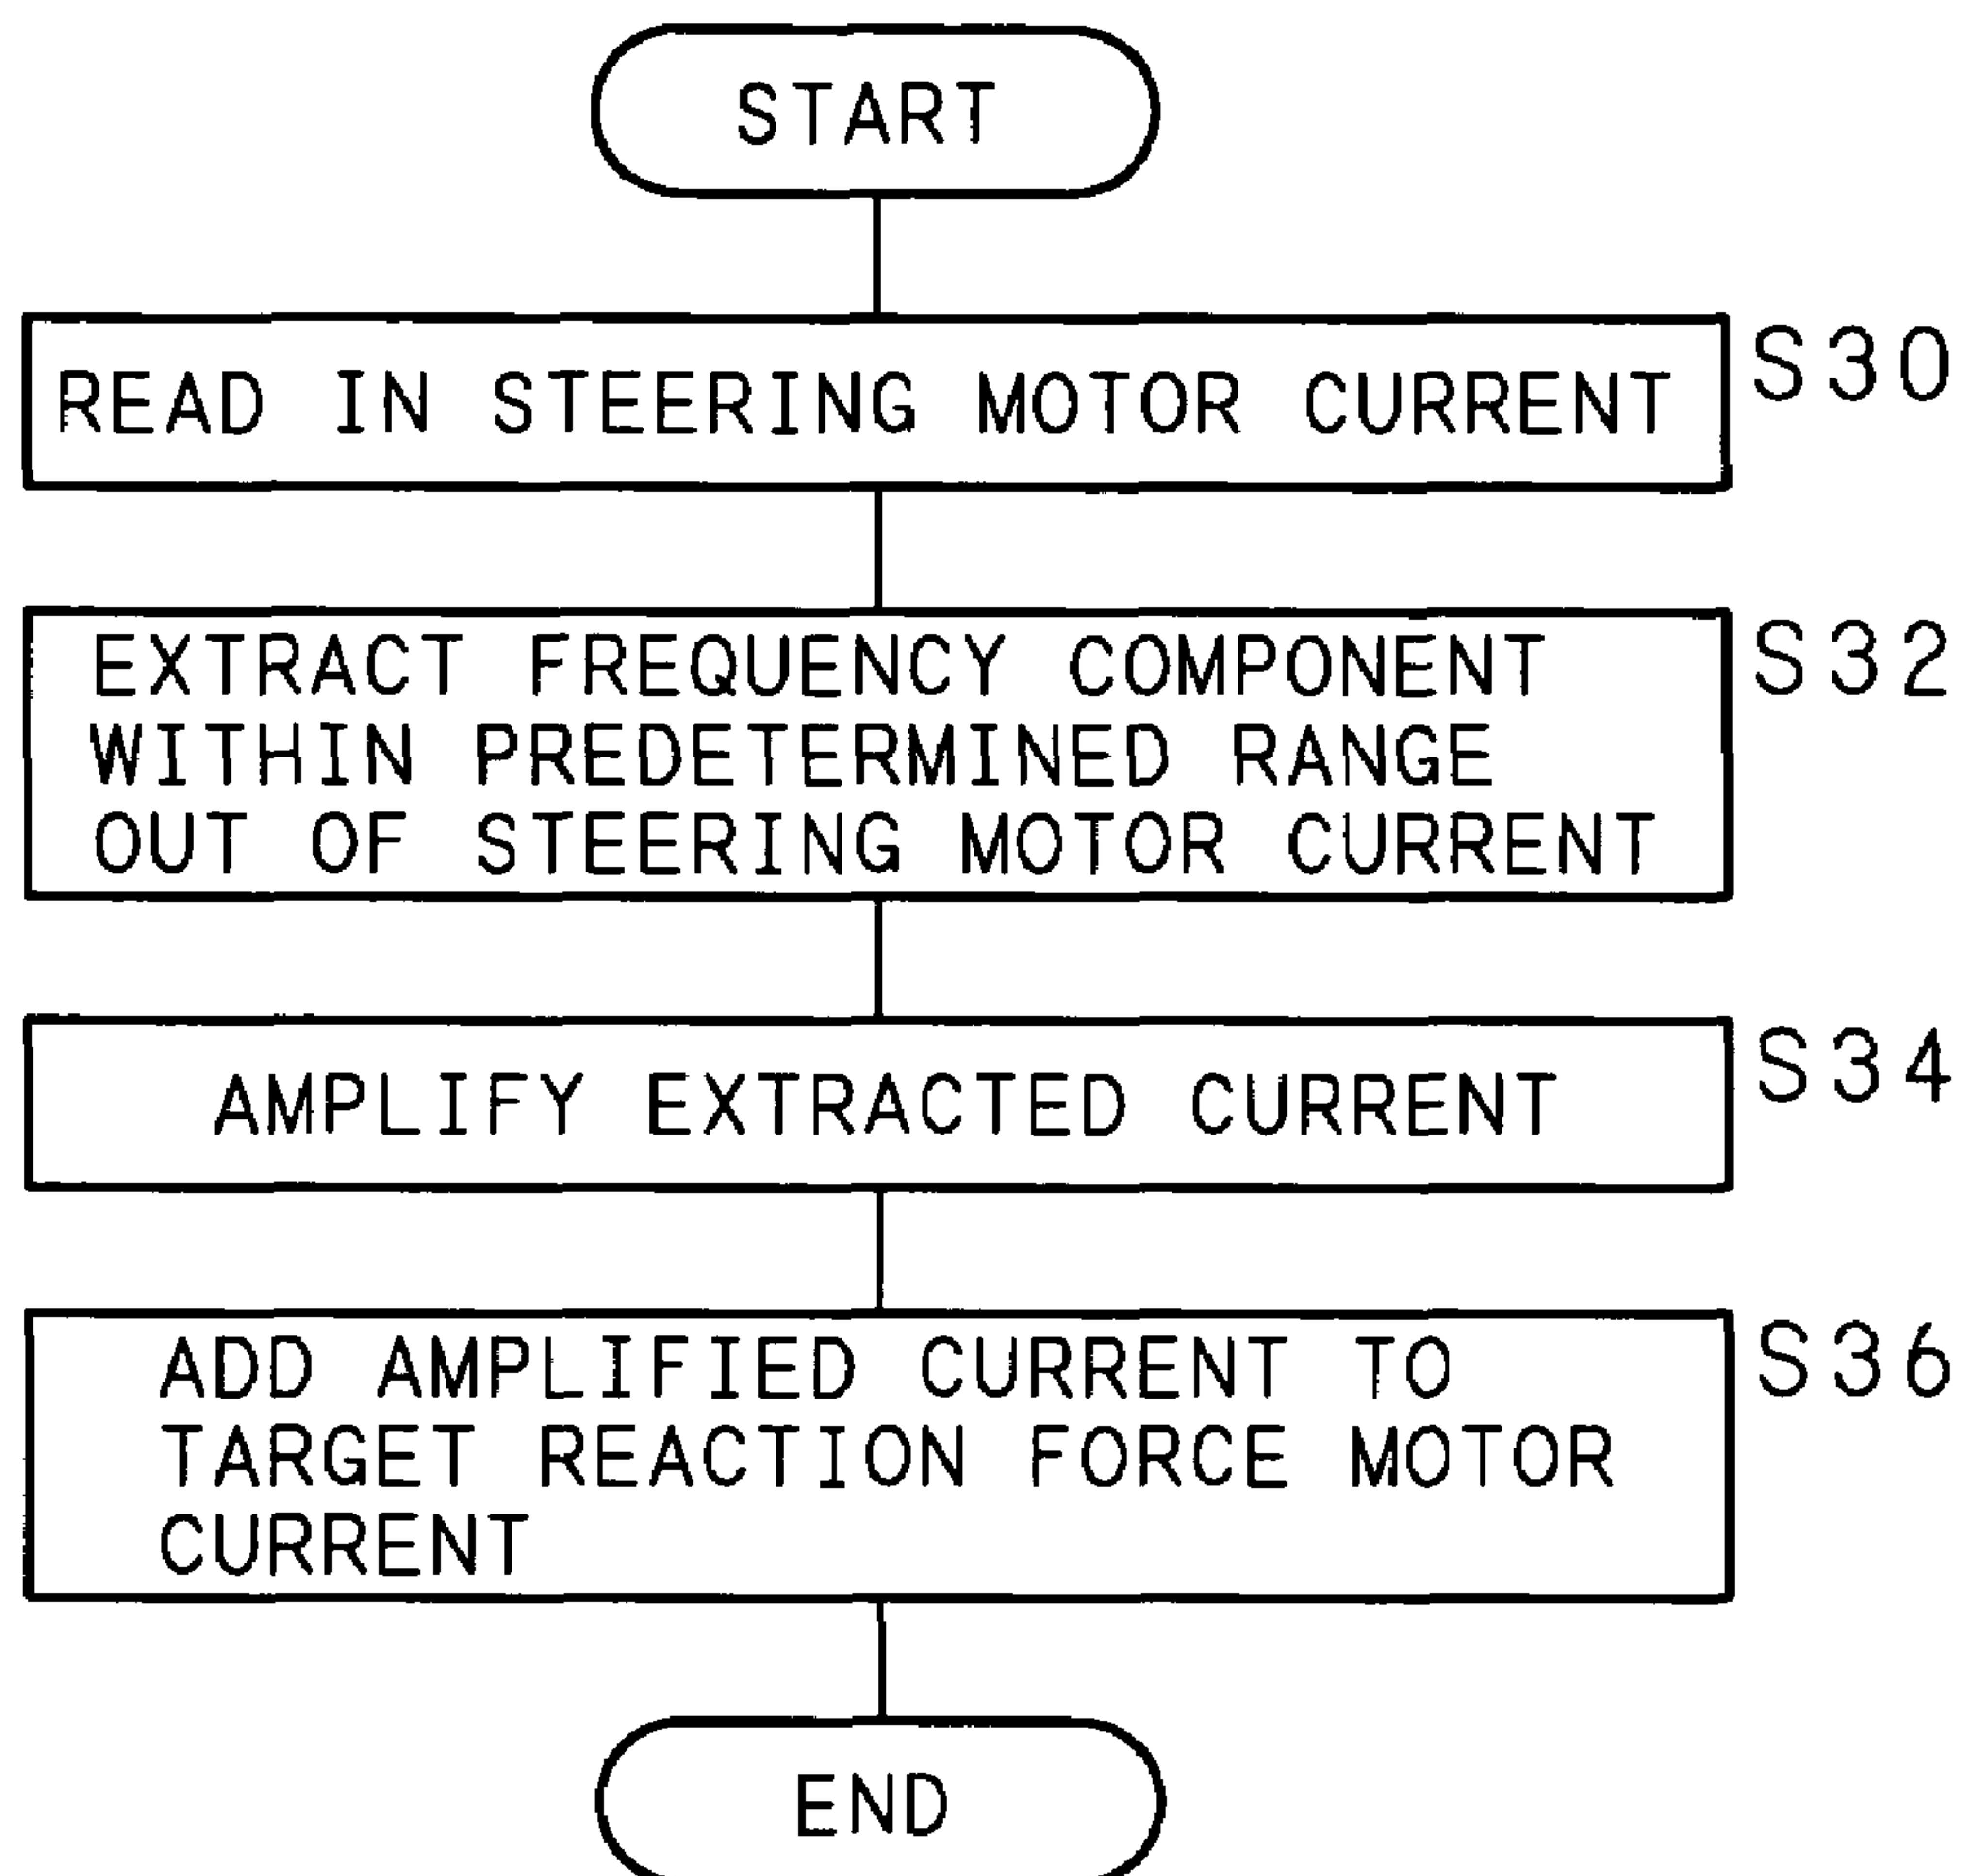 START
READ IN STEERING MOTOR CURRENT
S30
EXTRACT FREQUENCY COMPONENT
WITHIN PREDETERMINED RANGE
OUT OF STEERING MOTOR CURRENT
S32
AMPLIFY EXTRACTED CURRENT
S34
ADD AMPLIFIED CURRENT TO
TARGET REACTION FORCE MOTOR
CURRENT
S36
END